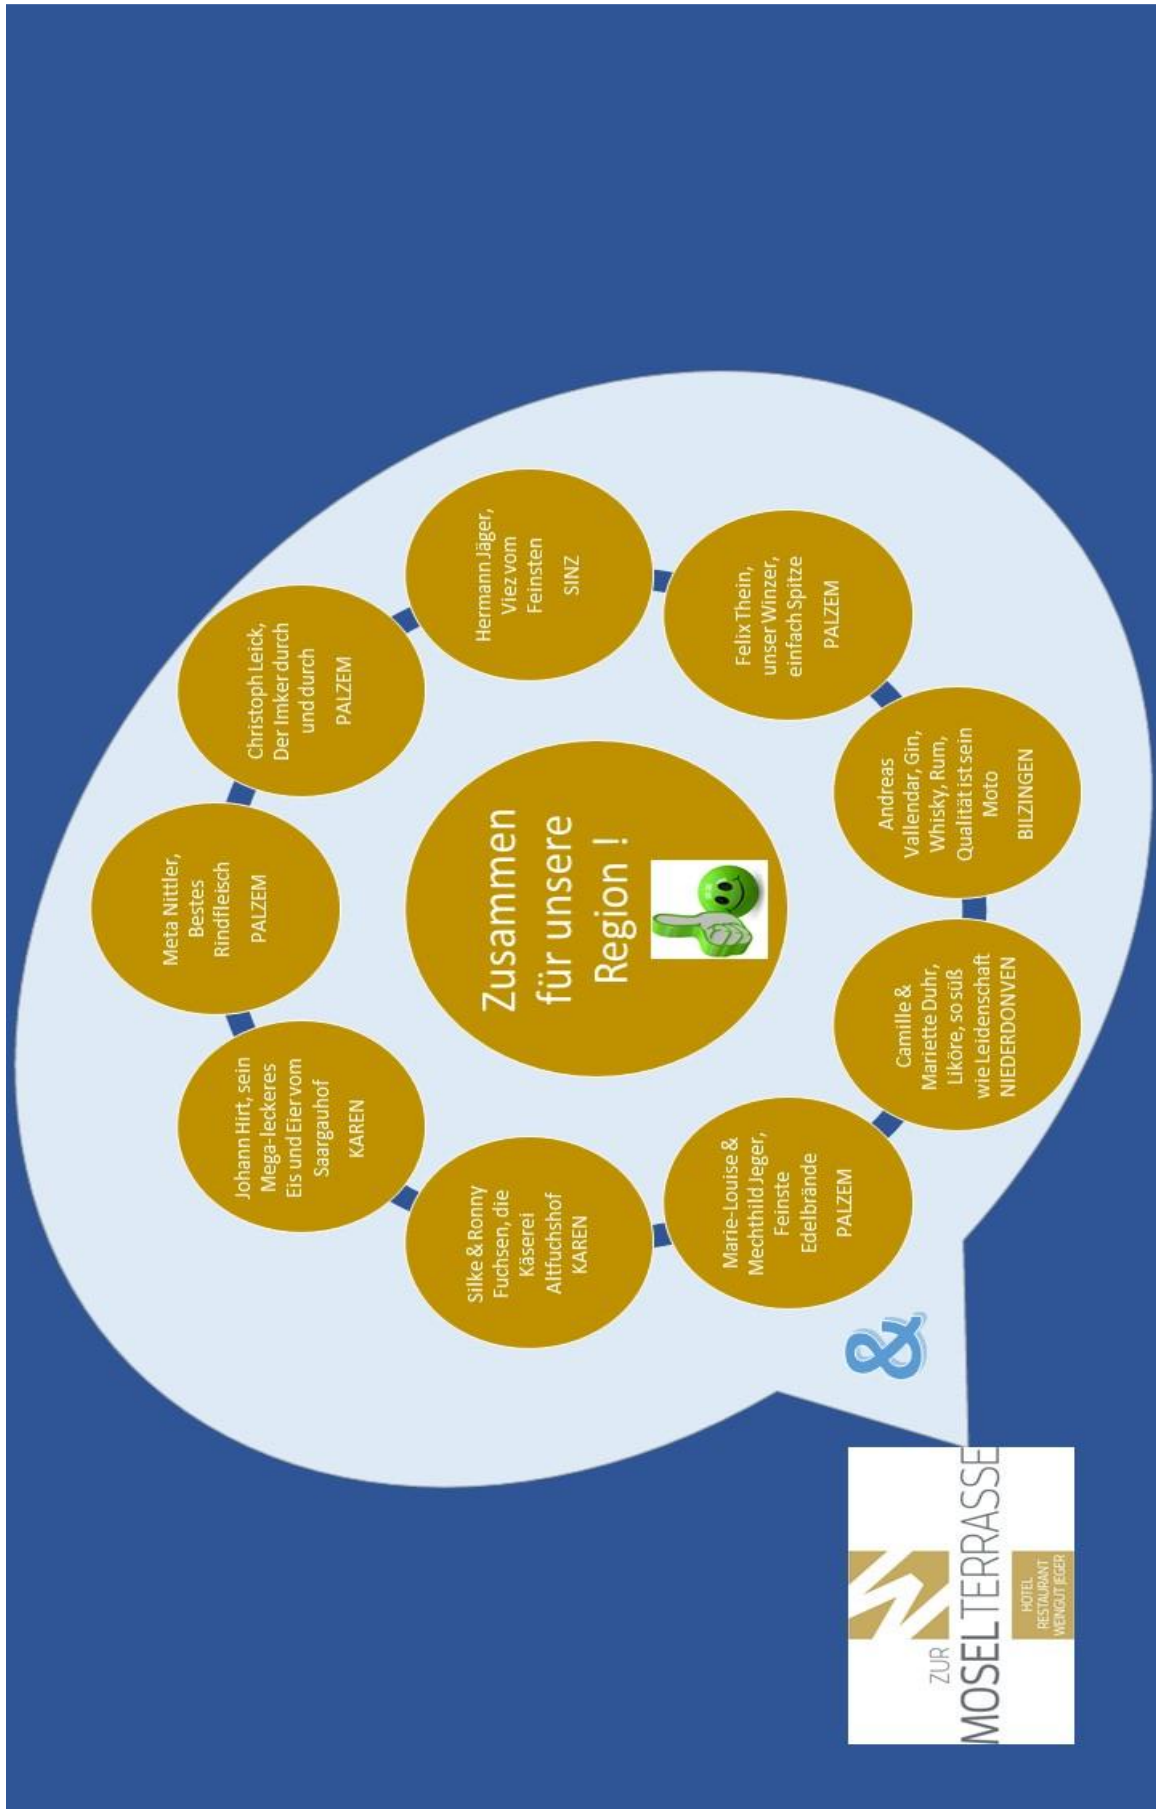 Zusammen
für unsere
Region !
Meta Nittler,
Bestes
Rindfleisch
PALZEM
Christoph Leick,
Der Imker durch
und durch
PALZEM
Hermann Jäger,
Viez vom
Feinsten
SINZ
Felix Thein,
unser Winzer,
einfach Spitze
PALZEM
Andreas
Vallendar, Gin,
Whisky, Rum,
Qualität ist sein
Moto
BILZINGEN
Camille &
Mariette Duhr,
Liköre, so süß
wie Leidenschaft
NIEDERDONVEN
Marie-Louise &
Mechthild Jeger,
Feinste
Edelbrände
PALZEM
Silke & Ronny
Fuchsen, die
Käserei
Altfuchshof
KAREN
Johann Hirt, sein
Mega-leckeres
Eis und Eier vom
Saargauhof
KAREN
&
ZUR
MOSELTERRASSE
HOTEL
RESTAURANT
WEINGUT JEGER